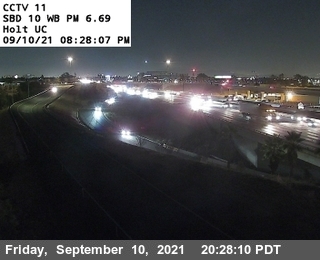 CCTV 11
SBD 10 WB PM 6.69
Holt UC
09/10/21 08:28:07 PM
Friday, September 10, 2021 20:28:10 PDT